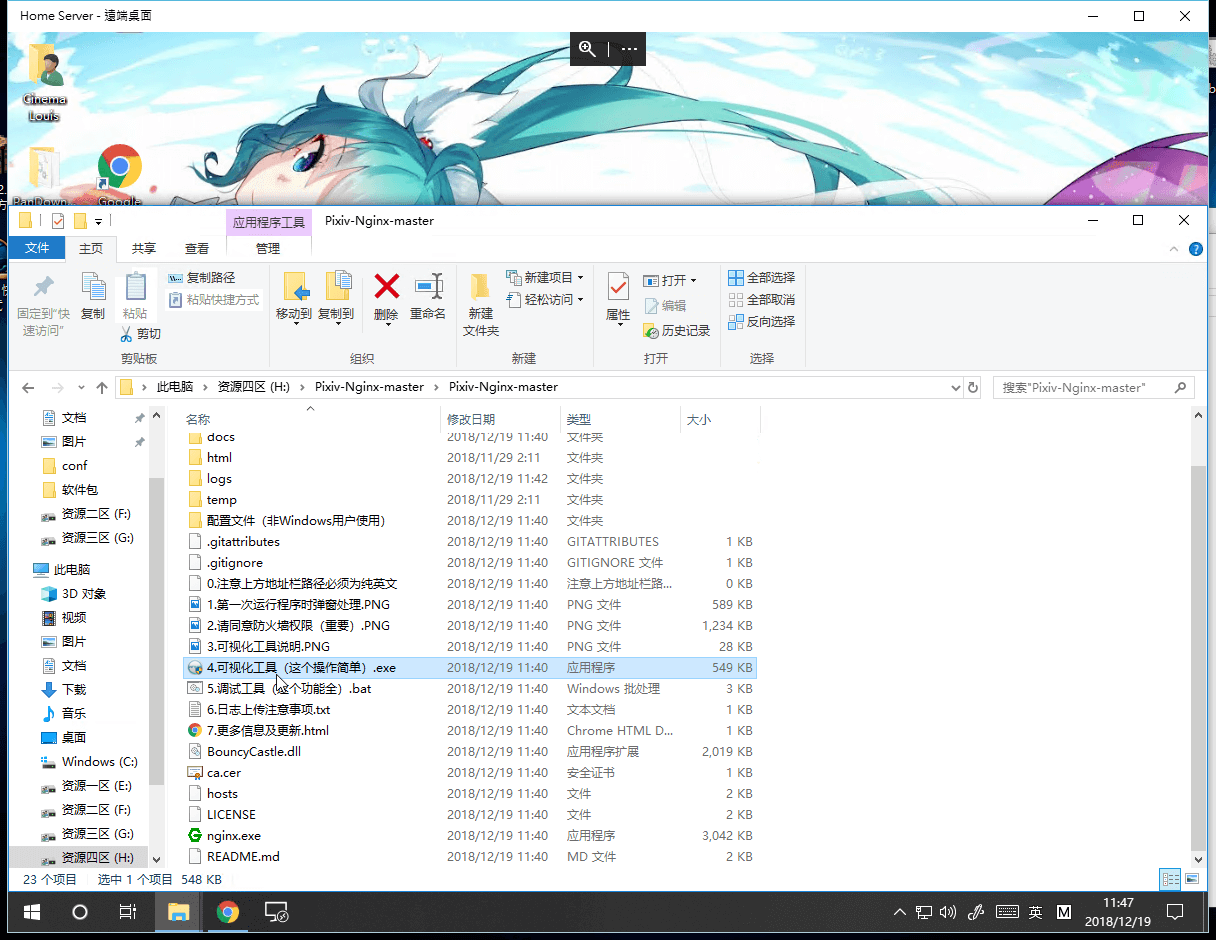 Home Server - 遠端桌面
Cinema
Louis
Google
应用程序工具
Pixiv-Nginx-master
文件
主页
共享
查看
管理
固定到“快
速访问”
复制
粘贴
复制路径
粘贴快捷方式
剪切
剪贴板
移动到
复制到
删除
重命名
组织
新建
文件夹
新建项目
轻松访问
新建
属性
打开
编辑
历史记录
打开
全部选择
全部取消
反向选择
选择
此电脑
资源四区 (H:)
Pixiv-Nginx-master
Pixiv-Nginx-master
搜索"Pixiv-Nginx-master"
文档
图片
conf
软件包
资源二区 (F:)
资源三区 (G:)
此电脑
3D 对象
视频
图片
文档
下载
音乐
桌面
Windows (C:)
资源一区 (E:)
资源二区 (F:)
资源三区 (G:)
资源四区 (H:)
名称 修改日期 类型 大小
docs 2018/12/19 11:40 文件夹
html 2018/11/29 2:11 文件夹
logs 2018/12/19 11:42 文件夹
temp 2018/11/29 2:11 文件夹
配置文件（非Windows用户使用） 2018/12/19 11:40 文件夹
.gitattributes 2018/12/19 11:40 GITATTRIBUTES 1 KB
.gitignore 2018/12/19 11:40 GITIGNORE 文件 1 KB
0.注意上方地址栏路径必须为纯英文 2018/12/19 11:40 注意上方地址栏路... 0 KB
1.第一次运行程序时弹窗处理.PNG 2018/12/19 11:40 PNG 文件 589 KB
2.请同意防火墙权限（重要）.PNG 2018/12/19 11:40 PNG 文件 1,234 KB
3.可视化工具说明.PNG 2018/12/19 11:40 PNG 文件 28 KB
4.可视化工具（这个操作简单）.exe 2018/12/19 11:40 应用程序 549 KB
5.调试工具（这个功能全）.bat 2018/12/19 11:40 Windows 批处理 3 KB
6.日志上传注意事项.txt 2018/12/19 11:40 文本文档 1 KB
7.更多信息及更新.html 2018/12/19 11:40 Chrome HTML D... 1 KB
BouncyCastle.dll 2018/12/19 11:40 应用程序扩展 2,019 KB
ca.cer 2018/12/19 11:40 安全证书 1 KB
hosts 2018/12/19 11:40 文件 2 KB
LICENSE 2018/12/19 11:40 文件 2 KB
nginx.exe 2018/12/19 11:40 应用程序 3,042 KB
README.md 2018/12/19 11:40 MD 文件 2 KB
23 个项目 选中 1 个项目 548 KB
英
M
11:47
2018/12/19